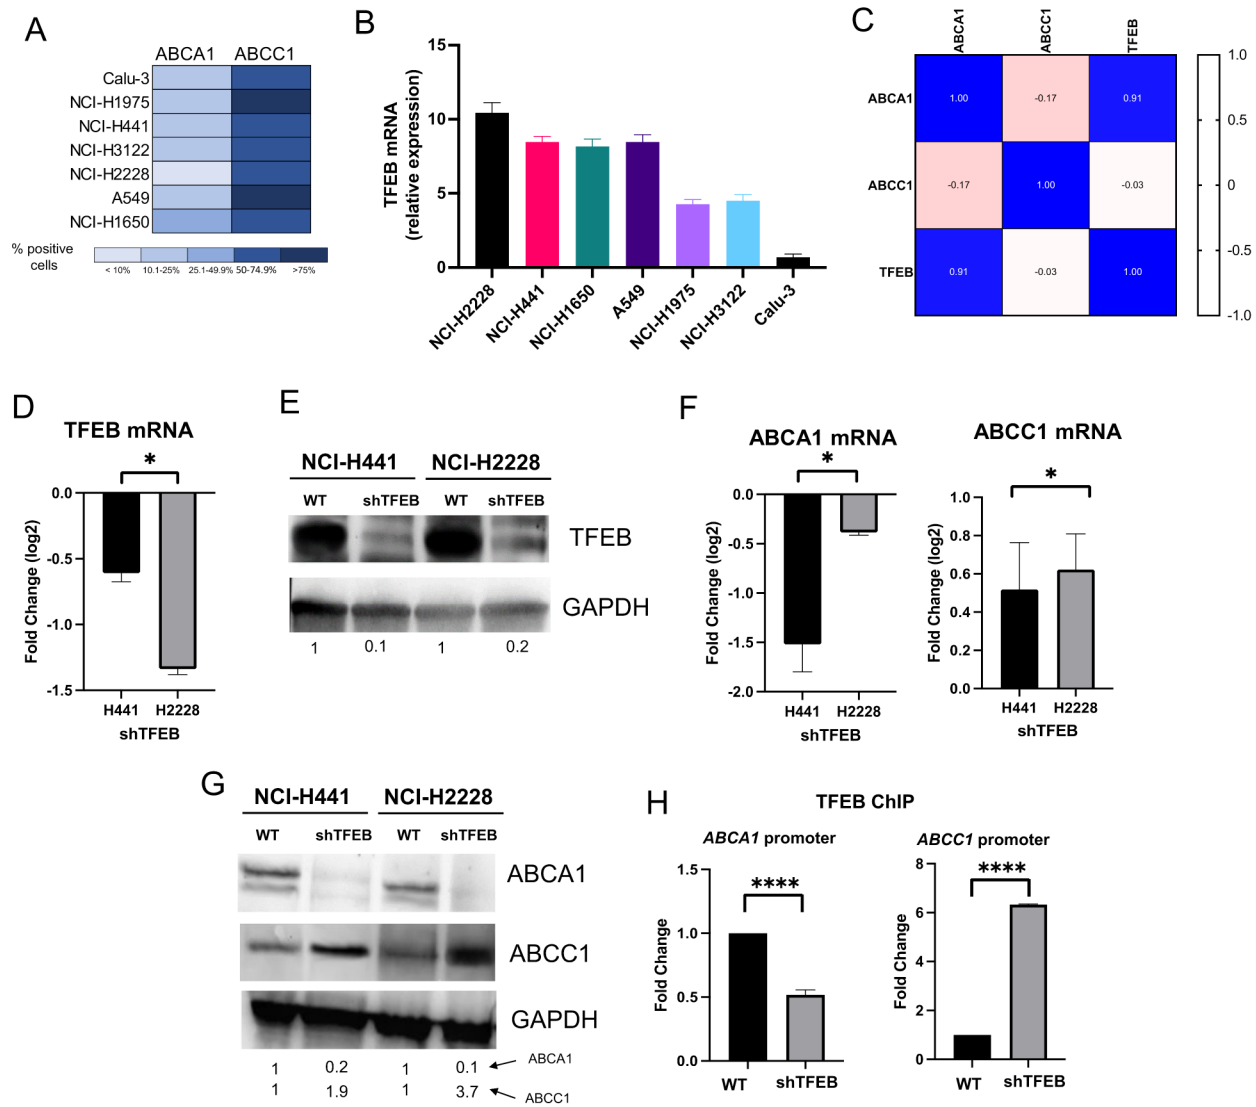 A
ABCA1 ABCC1
Calu-3
NCI-H1975
NCI-H441
NCI-H3122
NCI-H2228
A549
NCI-H1650
% positive cells
< 10% 10.1-25% 25.1-49.9% 50-74.9% >75%
B
TFEB mRNA
(relative expression)
15
10
5
0
NCI-H2228 NCI-H441 NCI-H1650 A549 NCI-H1975 NCI-H3122 Calu-3
C
ABCA1 ABCC1 TFEB
ABCA1 1.00 -0.17 0.91
ABCC1 -0.17 1.00 -0.03
TFEB 0.91 -0.03 1.00
1.0
0.5
0
-0.5
-1.0
D
TFEB mRNA
*
Fold Change (log2)
0.0
-0.5
-1.0
-1.5
H441 H2228
shTFEB
E
NCI-H441 NCI-H2228
WT shTFEB WT shTFEB
TFEB
GAPDH
1 0.1 1 0.2
F
ABCA1 mRNA
*
Fold Change (log2)
0.0
-0.5
-1.0
-1.5
-2.0
H441 H2228
shTFEB
ABCC1 mRNA
*
Fold Change (log2)
1.0
0.8
0.6
0.4
0.2
0.0
H441 H2228
shTFEB
G
NCI-H441 NCI-H2228
WT shTFEB WT shTFEB
ABCA1
ABCC1
GAPDH
1 0.2 1 0.1 ABCA1
1 1.9 1 3.7 ABCC1
H
TFEB ChIP
ABCA1 promoter
****
Fold Change
1.5
1.0
0.5
0.0
WT shTFEB
ABCC1 promoter
****
Fold Change
8
6
4
2
0
WT shTFEB